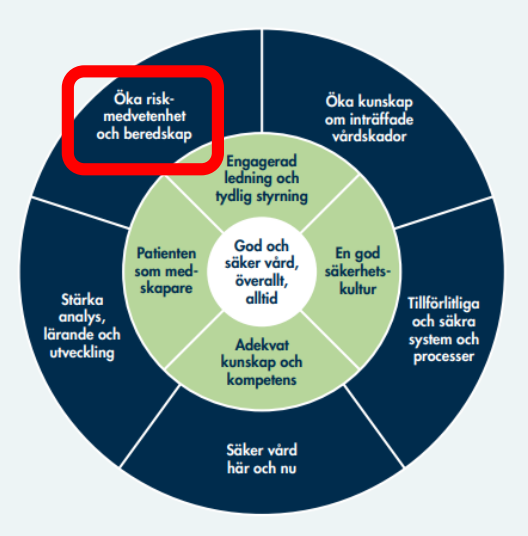 Öka risk-
medvetenhet
och beredskap
Öka kunskap
om inträffade
vårdskador
Engagerad
ledning och
tydlig styrning
Patienten
som med-
skapare
God och
säker vård,
överallt,
alltid
En god
säkerhets-
kultur
Stärka
analys,
lärande och
utveckling
Tillförlitliga
och säkra
system och
processer
Adekvat
kunskap och
kompetens
Säker vård
här och nu